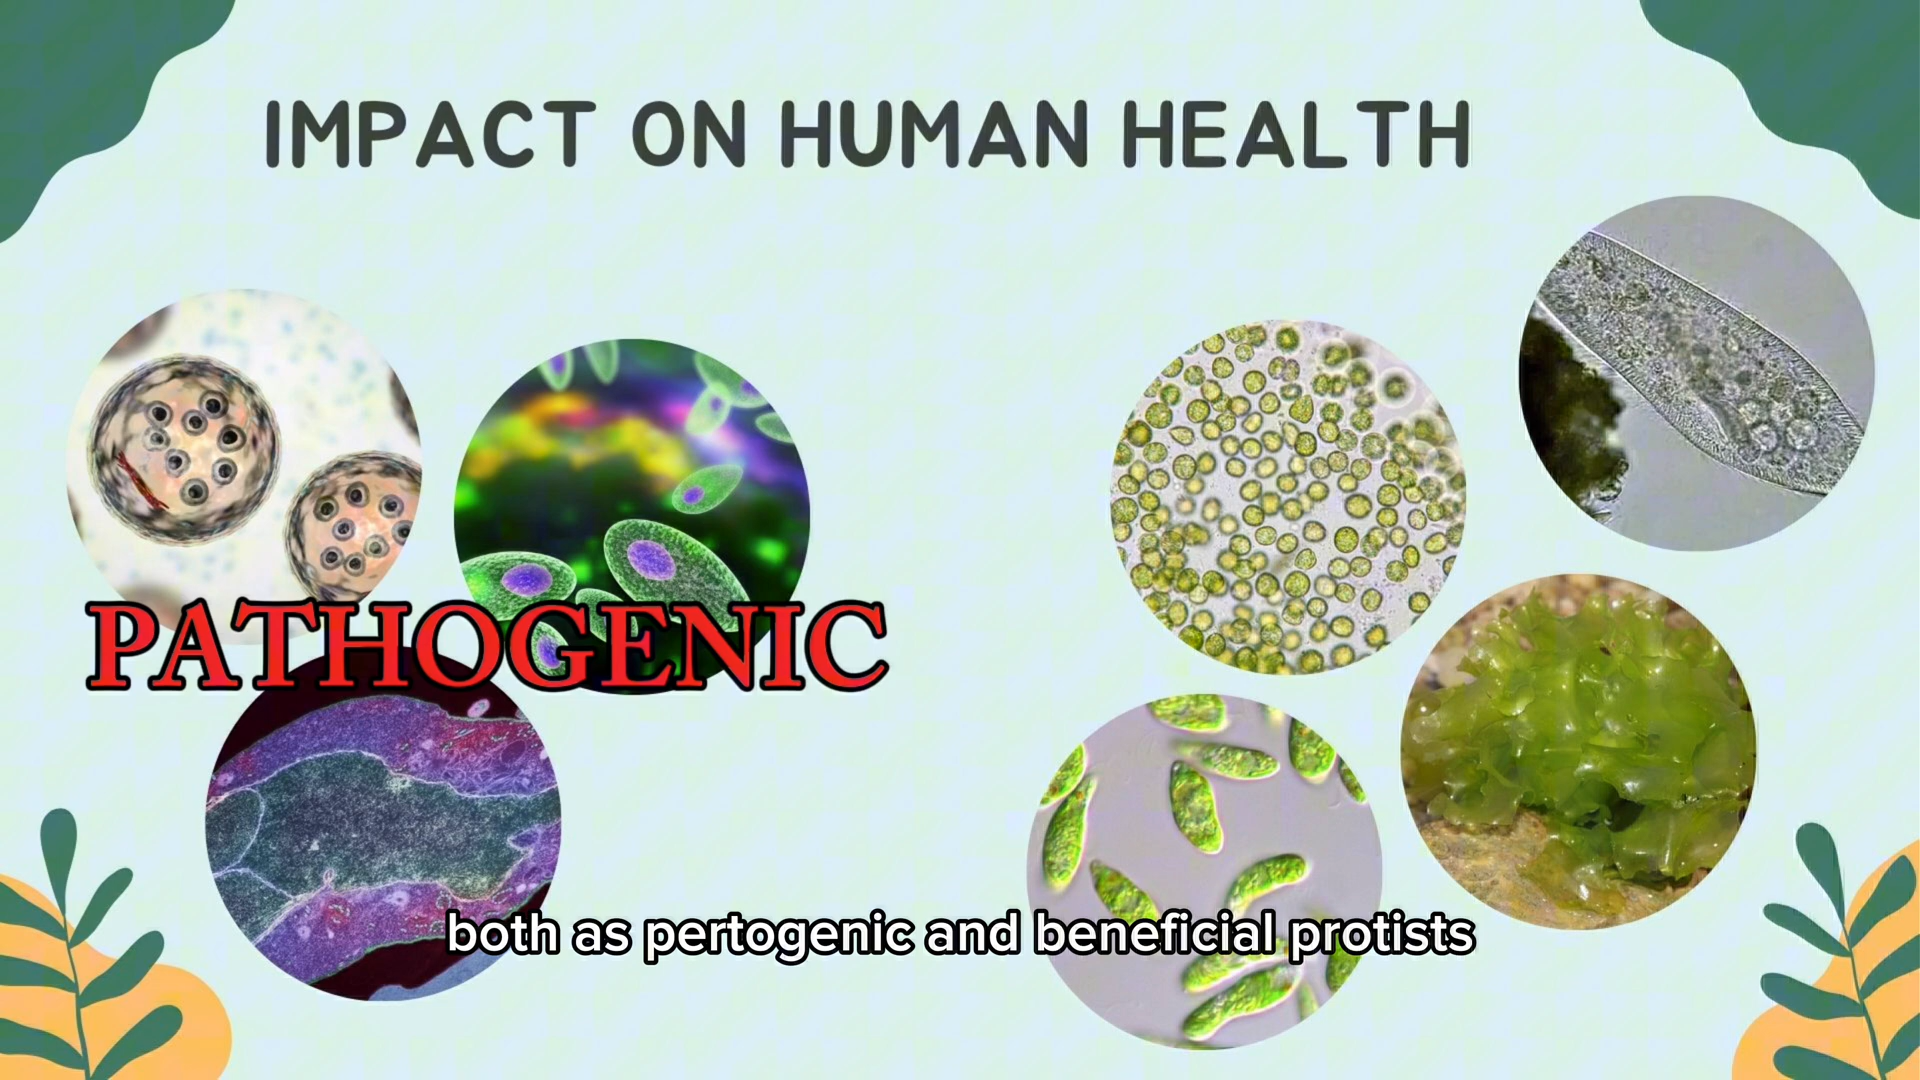 IMPACT ON HUMAN HEALTH
PATHOGENIC
both as pertogenic and beneficial protists